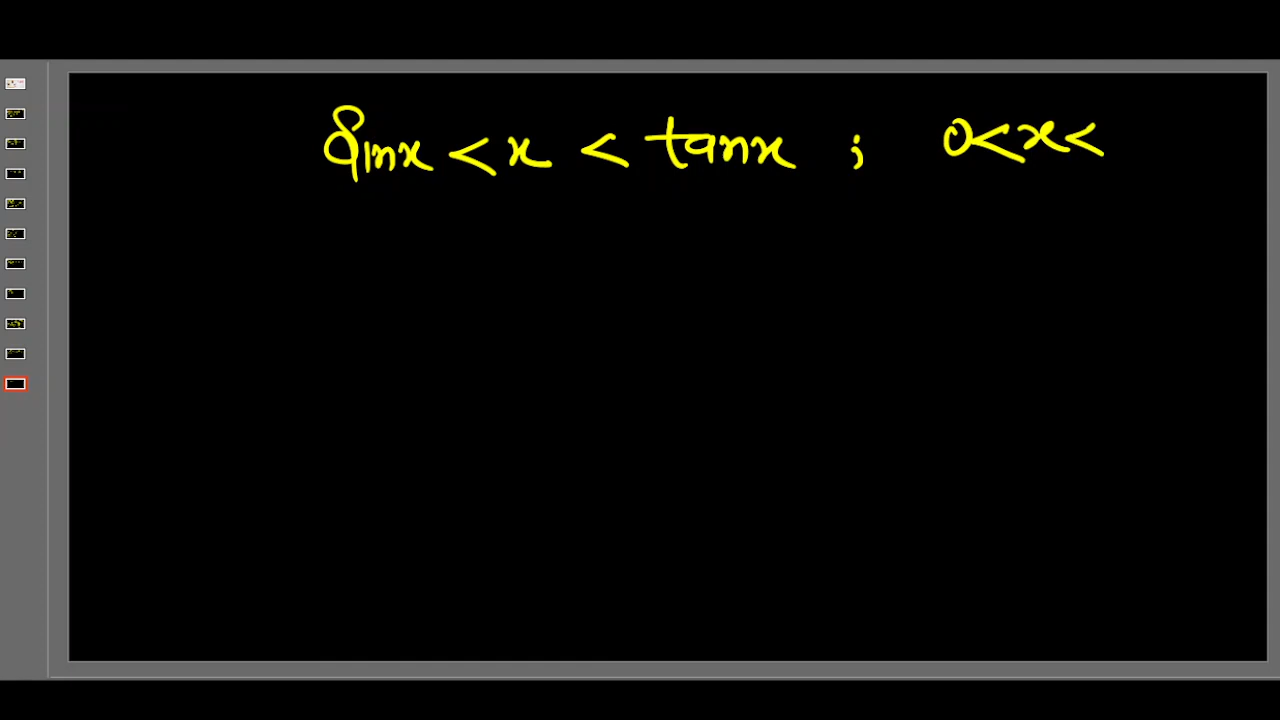 Sinx < x < tanx ; 0<x<